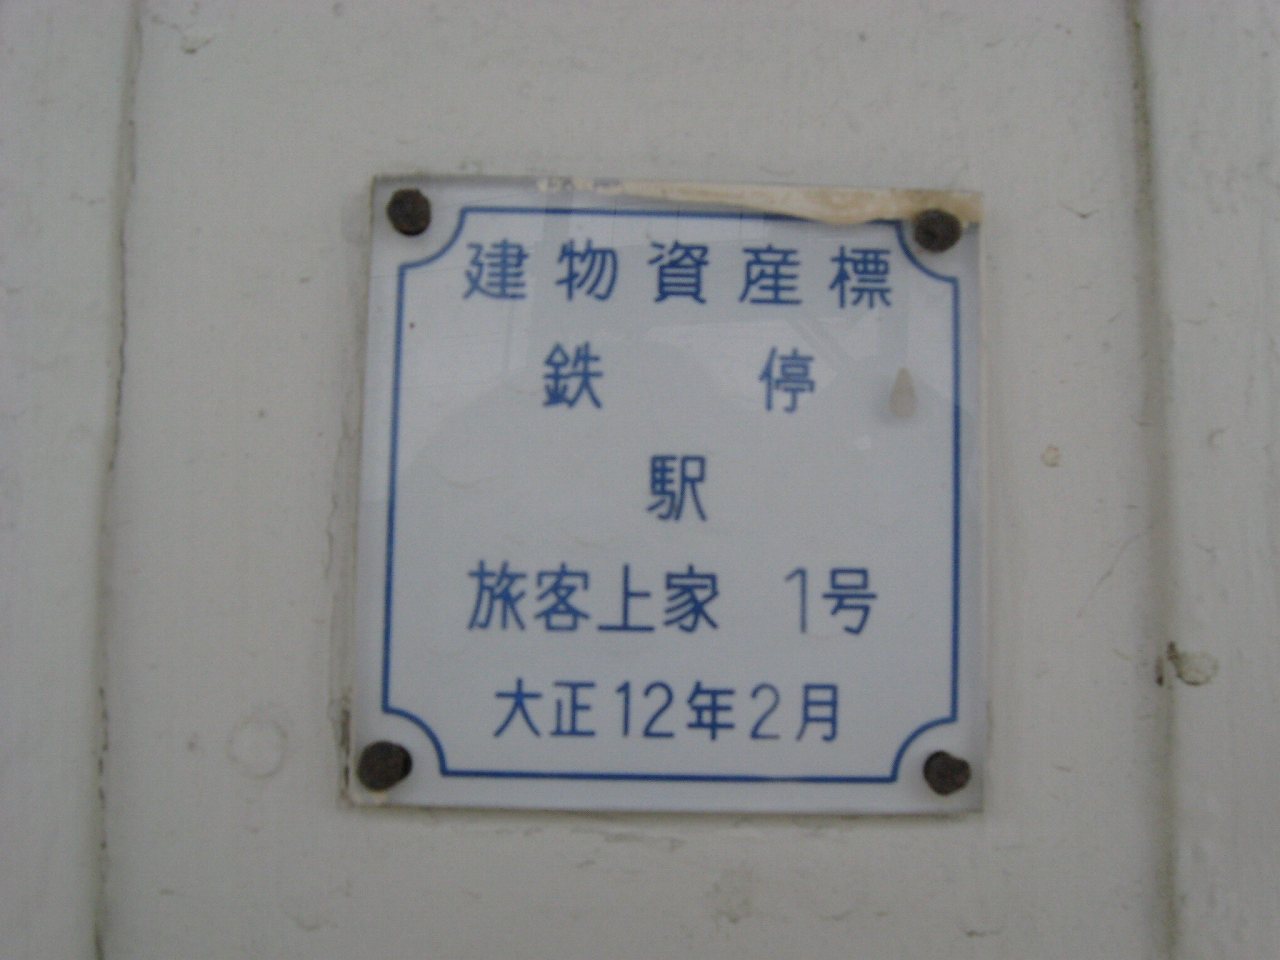 建物資産標
鉄 停
駅
旅客上家 1号
大正12年2月